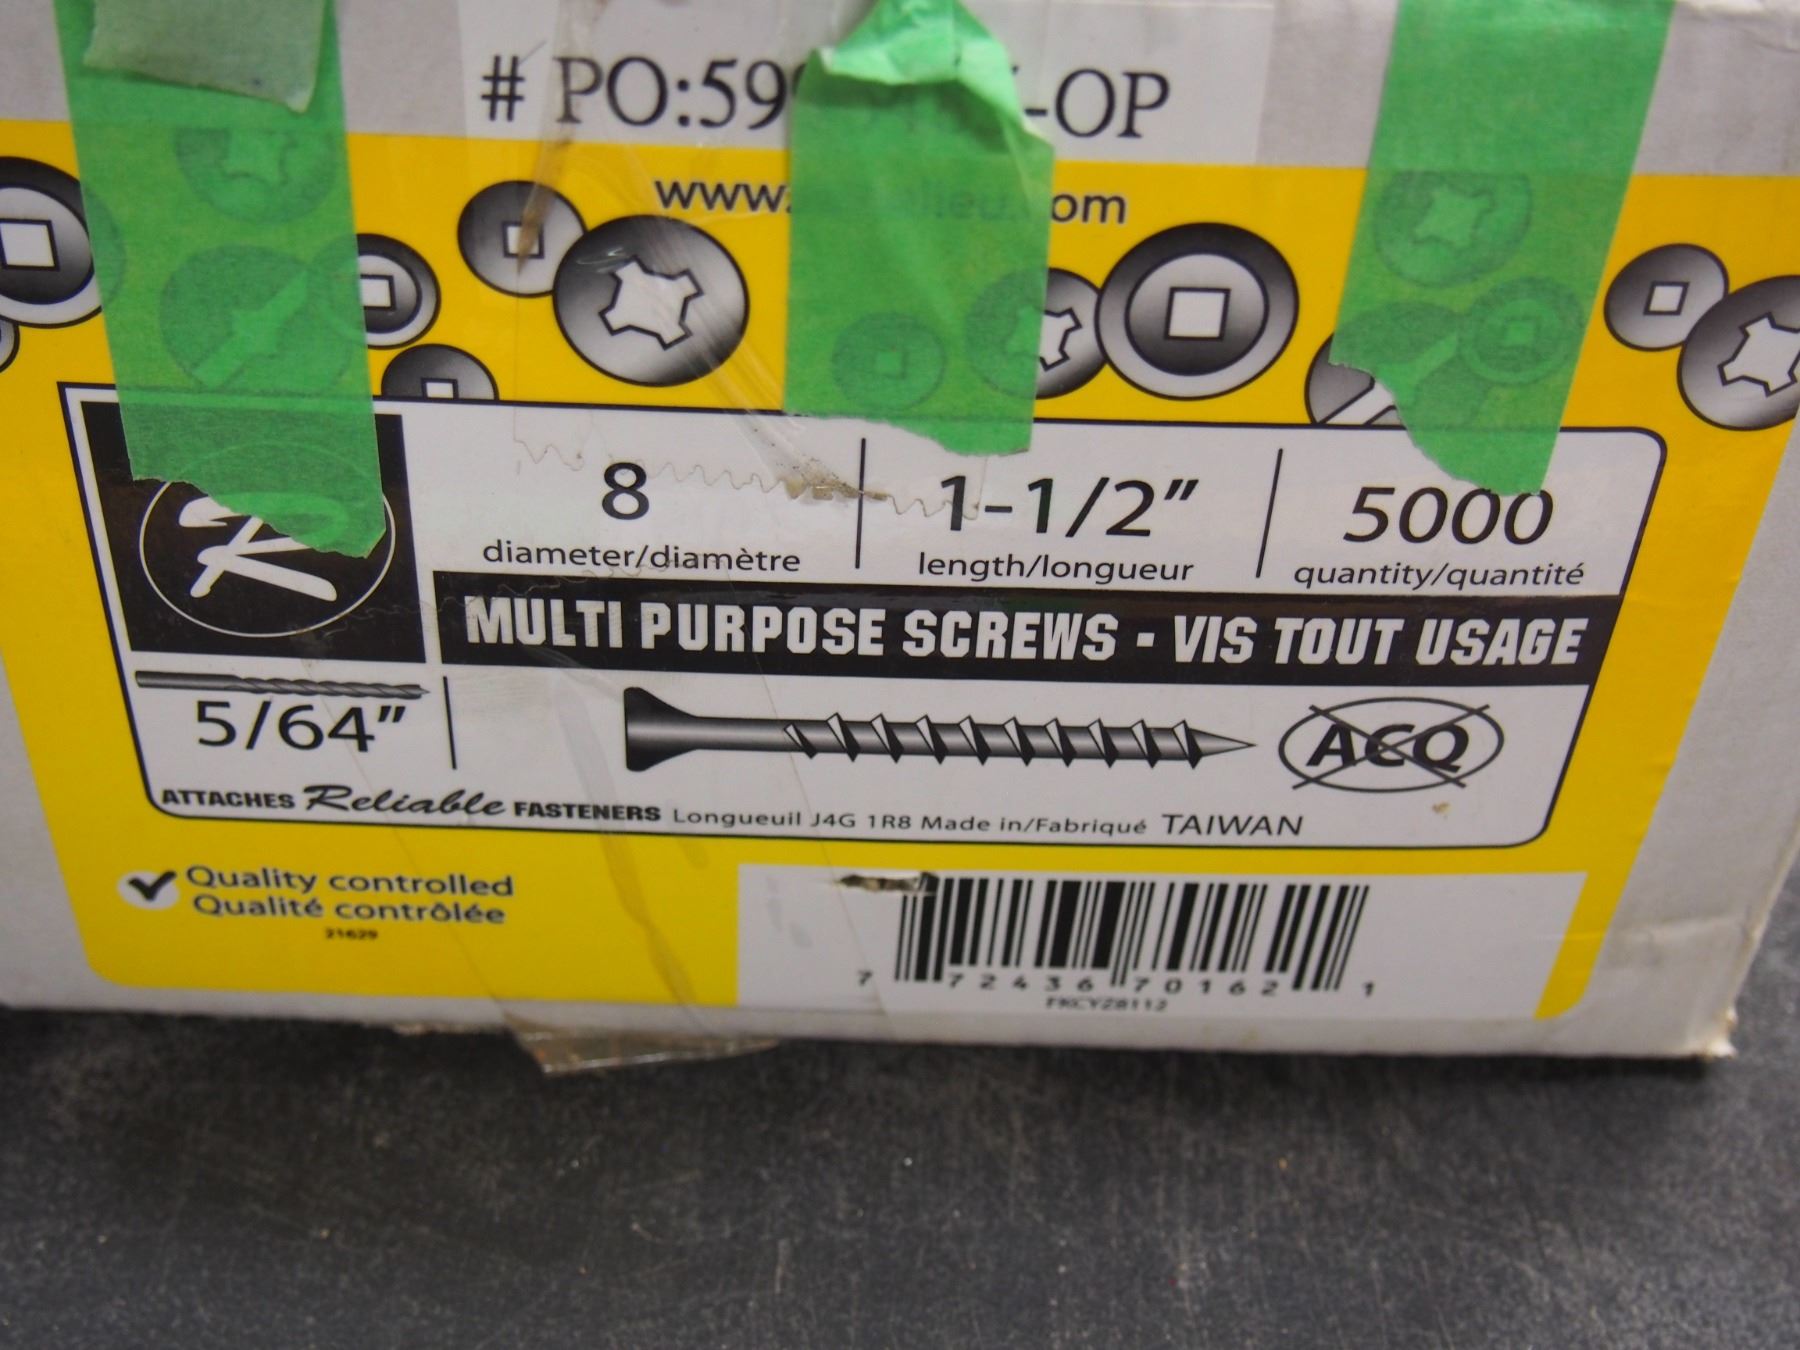 # PO:59 -OP
www. om
8
diameter/diamètre
1-1/2"
length/longueur
5000
quantity/quantité
MULTI PURPOSE SCREWS - VIS TOUT USAGE
5/64"
ACQ
ATTACHES Reliable FASTENERS Longueuil J4G 1R8 Made in/Fabriqué TAIWAN
Quality controlled
Qualité contrôlée
21629
7 72436 70162 1
FKCYZ8112